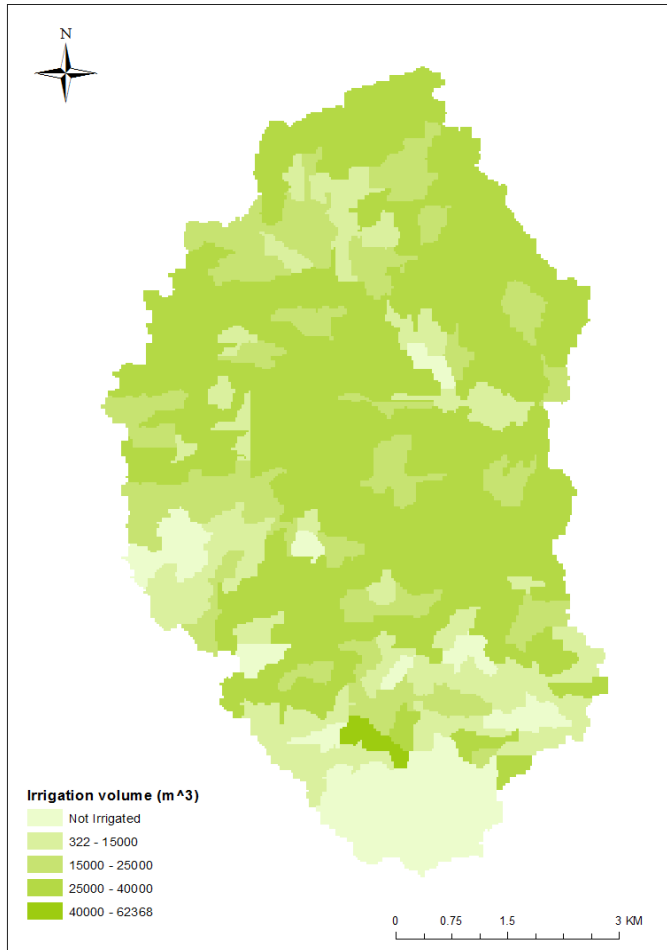 N
Irrigation volume (m^3)
Not Irrigated
322 - 15000
15000 - 25000
25000 - 40000
40000 - 62368
0 0.75 1.5 3 KM